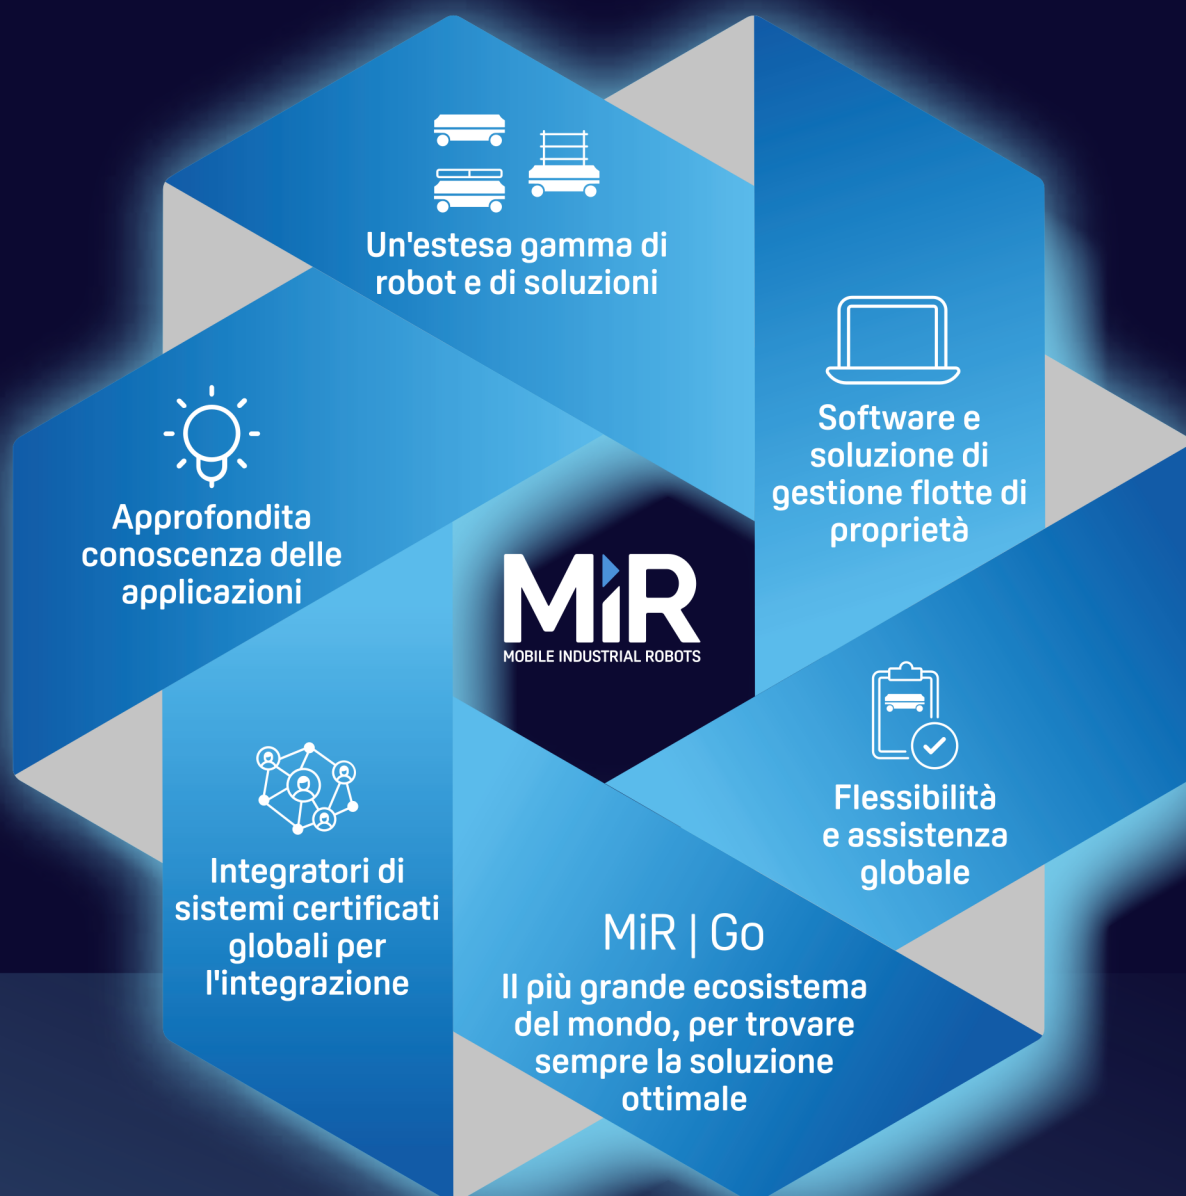 Un'estesa gamma di
robot e di soluzioni
Software e
soluzione di
gestione flotte di
proprietà
Approfondita
conoscenza delle
applicazioni
MiR
MOBILE INDUSTRIAL ROBOTS
Flessibilità
e assistenza
globale
Integratori di
sistemi certificati
globali per
l'integrazione
MiR | Go
Il più grande ecosistema
del mondo, per trovare
sempre la soluzione
ottimale